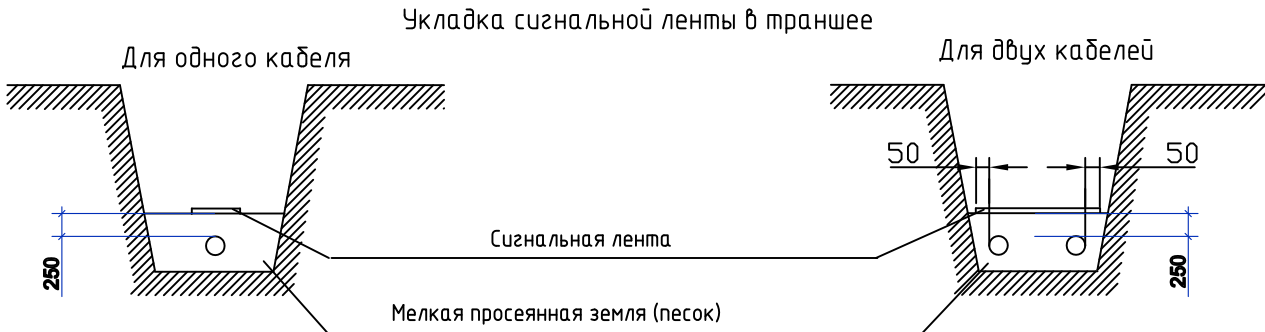 Укладка сигнальной ленты в траншее
Для одного кабеля
Для двух кабелей
50
50
Сигнальная лента
250
250
Мелкая просеянная земля (песок)